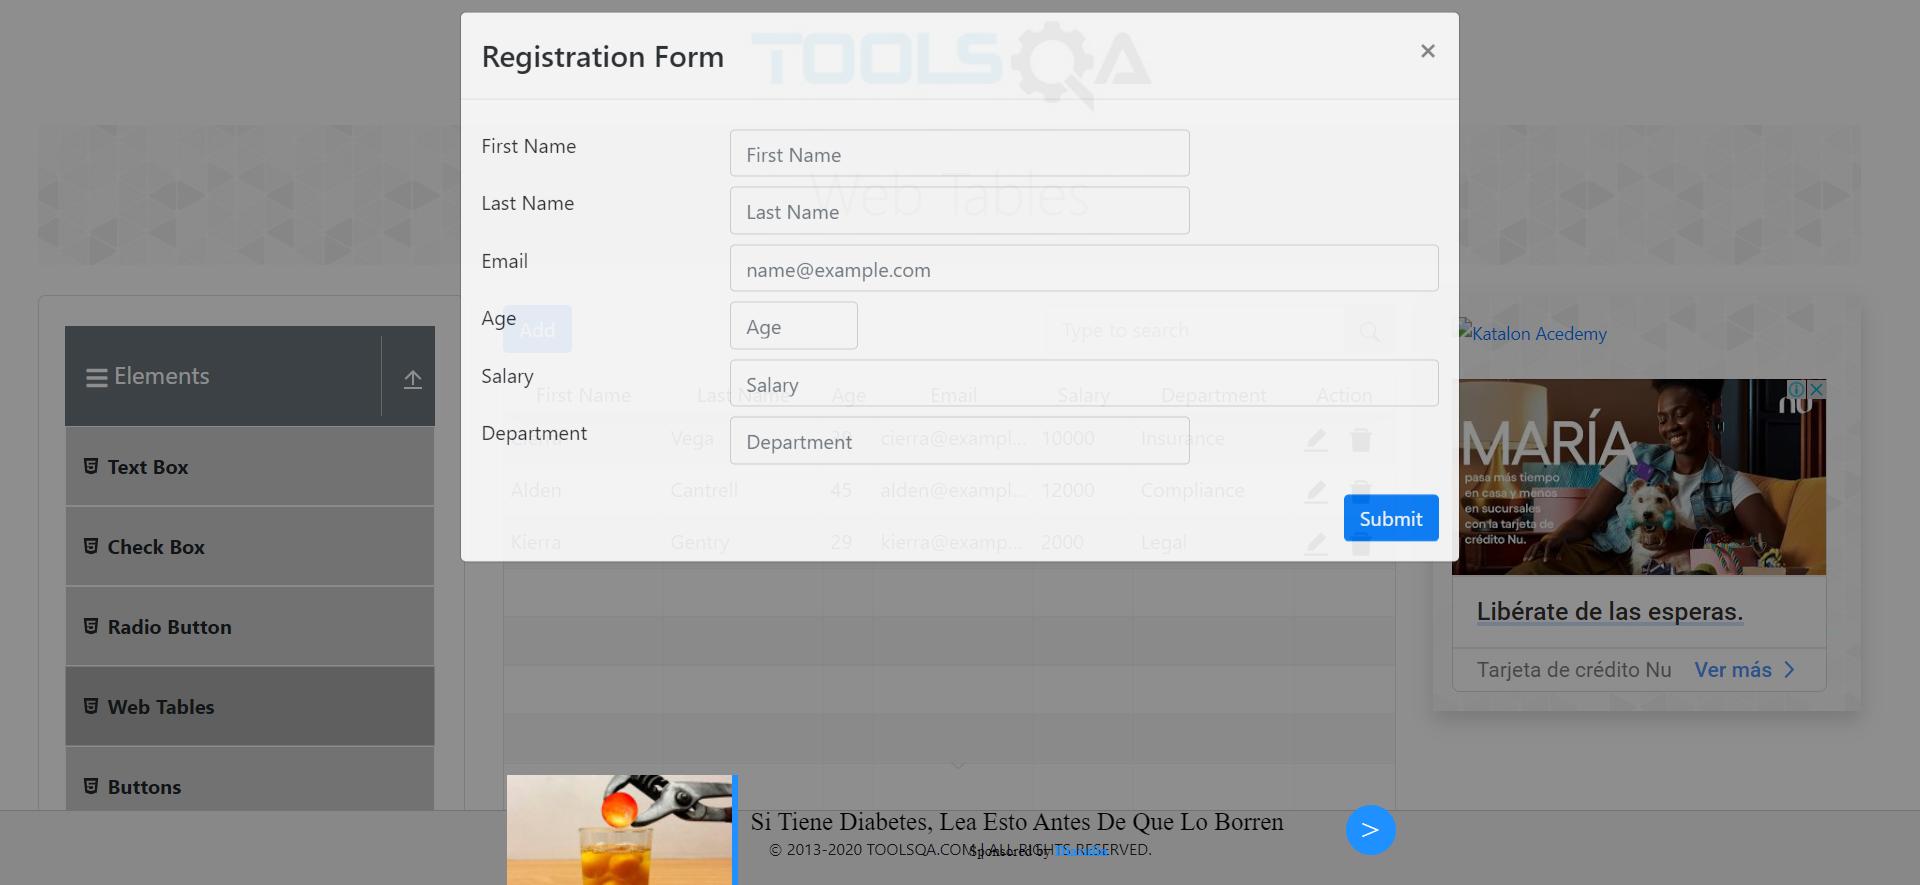 Registration Form
×
TOOLSQA
First Name
First Name
Web Tables
Last Name
Last Name
Email
name@example.com
Age
Age
Add
Type to search
Salary
Salary
First Name Last Name Age Email Salary Department Action
Department
Department
Vega cierra@exampl... 10000 Insurance
Alden Cantrell 45 alden@exampl... 12000 Compliance
Submit
Kierra Gentry 29 kierra@examp... 2000 Legal
Elements
Text Box
Check Box
Radio Button
Web Tables
Buttons
Katalon Acedemy
nu
MARÍA
pasa más tiempo
en casa y menos
en sucursales
con la tarjeta de
crédito Nu.
Libérate de las esperas.
Tarjeta de crédito Nu Ver más >
Si Tiene Diabetes, Lea Esto Antes De Que Lo Borren
>
© 2013-2020 TOOLSQA.COM | ALL RIGHTS RESERVED.
Sponsored by